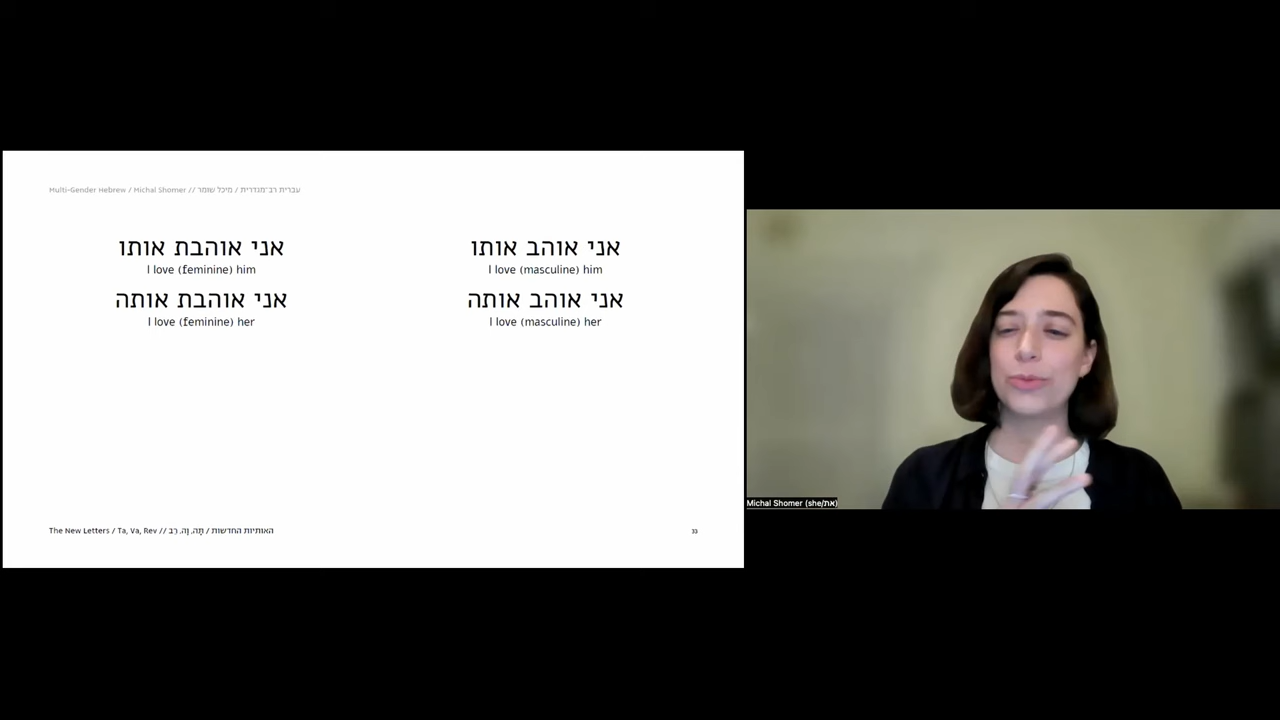 Multi-Gender Hebrew / Michal Shomer // עברית רב־מגדרית / מיכל שומר
אני אוהבת אותו
I love (feminine) him
אני אוהבת אותה
I love (feminine) her
אני אוהב אותו
I love (masculine) him
אני אוהב אותה
I love (masculine) her
The New Letters / Ta, Va, Rev // האותיות החדשות / תָה, וָה, רַב
33
Michal Shomer (she/את)